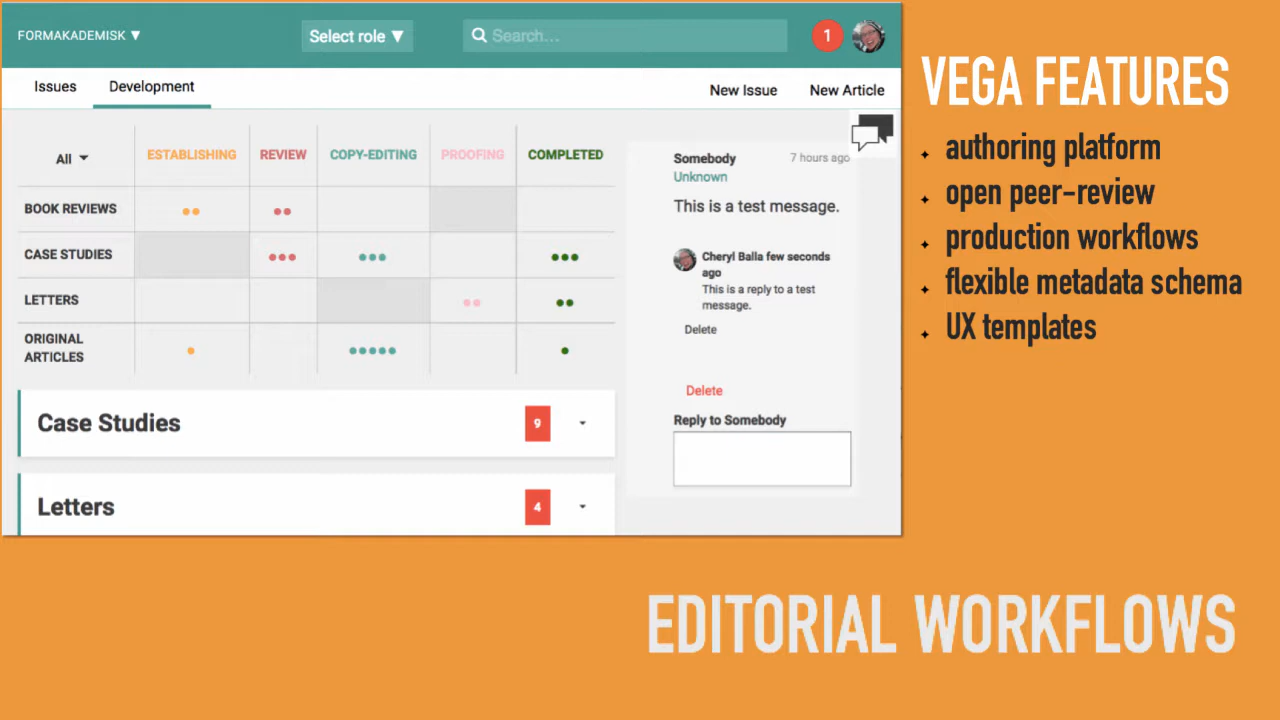 FORMAKADEMISK ▼
Select role ▼
Search...
1
Issues
Development
New Issue
New Article
All
ESTABLISHING
REVIEW
COPY-EDITING
PROOFING
COMPLETED
BOOK REVIEWS
CASE STUDIES
LETTERS
ORIGINAL
ARTICLES
Case Studies
9
Letters
4
Somebody
7 hours ago
Unknown
This is a test message.
Cheryl Balla few seconds
ago
This is a reply to a test
message.
Delete
Delete
Reply to Somebody
VEGA FEATURES
authoring platform
open peer-review
production workflows
flexible metadata schema
UX templates
EDITORIAL WORKFLOWS